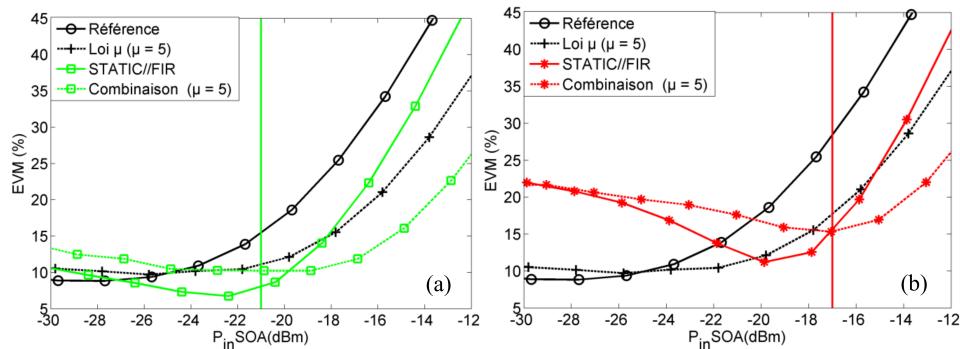 45
40
35
30
25
20
15
10
5
EVM (%)
Référence
Loi µ (µ = 5)
STATIC//FIR
Combinaison (µ = 5)
(a)
-30 -28 -26 -24 -22 -20 -18 -16 -14 -12
PinSOA(dBm)
45
40
35
30
25
20
15
10
5
EVM (%)
Référence
Loi µ (µ = 5)
STATIC//FIR
Combinaison (µ = 5)
(b)
-30 -28 -26 -24 -22 -20 -18 -16 -14 -12
PinSOA(dBm)